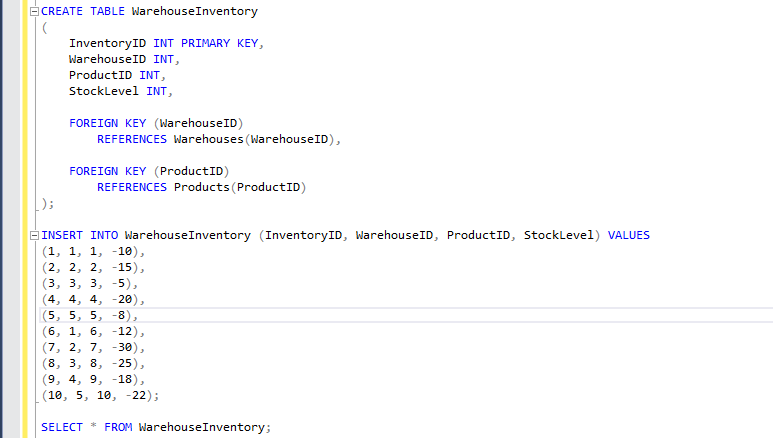 CREATE TABLE WarehouseInventory
(
InventoryID INT PRIMARY KEY,
WarehouseID INT,
ProductID INT,
StockLevel INT,
FOREIGN KEY (WarehouseID)
REFERENCES Warehouses(WarehouseID),
FOREIGN KEY (ProductID)
REFERENCES Products(ProductID)
);
INSERT INTO WarehouseInventory (InventoryID, WarehouseID, ProductID, StockLevel) VALUES
(1, 1, 1, -10),
(2, 2, 2, -15),
(3, 3, 3, -5),
(4, 4, 4, -20),
(5, 5, 5, -8),
(6, 1, 6, -12),
(7, 2, 7, -30),
(8, 3, 8, -25),
(9, 4, 9, -18),
(10, 5, 10, -22);
SELECT * FROM WarehouseInventory;